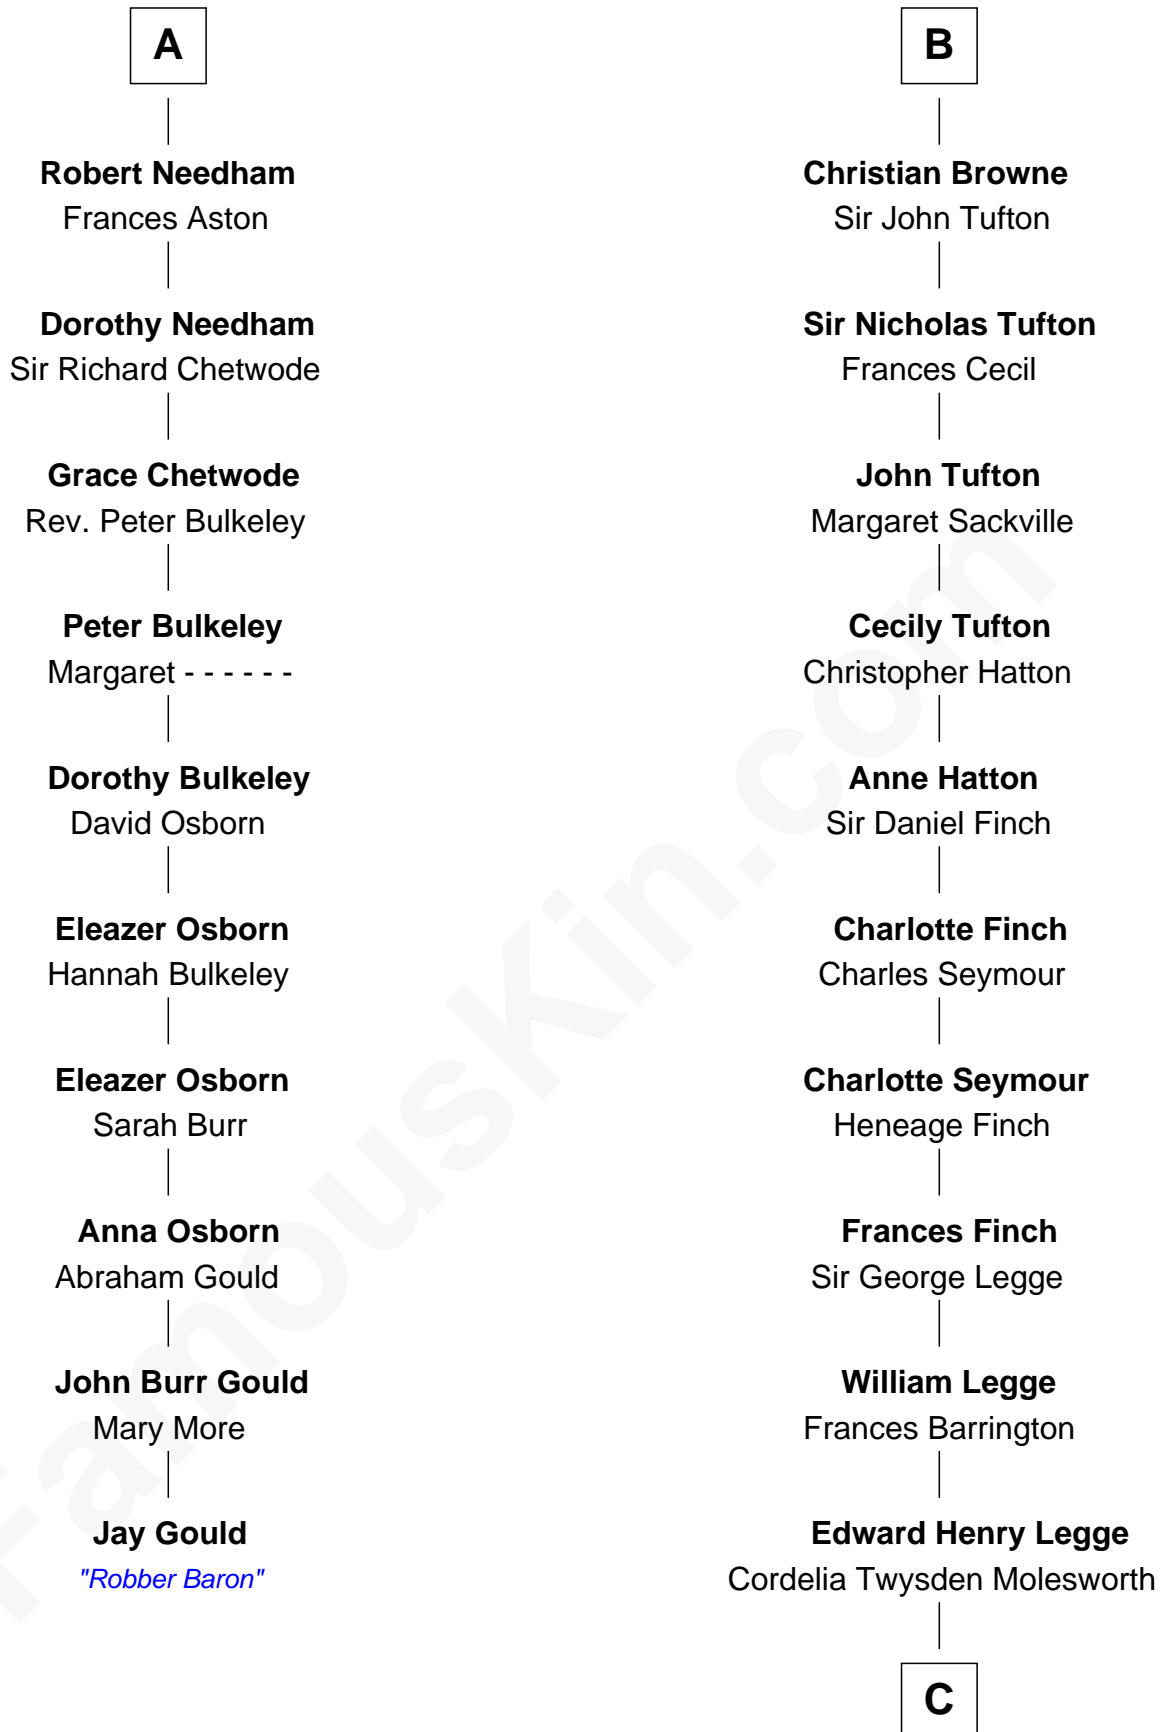 A
Robert Needham
Frances Aston
Dorothy Needham
Sir Richard Chetwode
Grace Chetwode
Rev. Peter Bulkeley
Peter Bulkeley
Margaret - - - - - -
Dorothy Bulkeley
David Osborn
Eleazer Osborn
Hannah Bulkeley
Eleazer Osborn
Sarah Burr
Anna Osborn
Abraham Gould
John Burr Gould
Mary More
Jay Gould
"Robber Baron"
B
Christian Browne
Sir John Tufton
Sir Nicholas Tufton
Frances Cecil
John Tufton
Margaret Sackville
Cecily Tufton
Christopher Hatton
Anne Hatton
Sir Daniel Finch
Charlotte Finch
Charles Seymour
Charlotte Seymour
Heneage Finch
Frances Finch
Sir George Legge
William Legge
Frances Barrington
Edward Henry Legge
Cordelia Twysden Molesworth
C
FamousKin.com